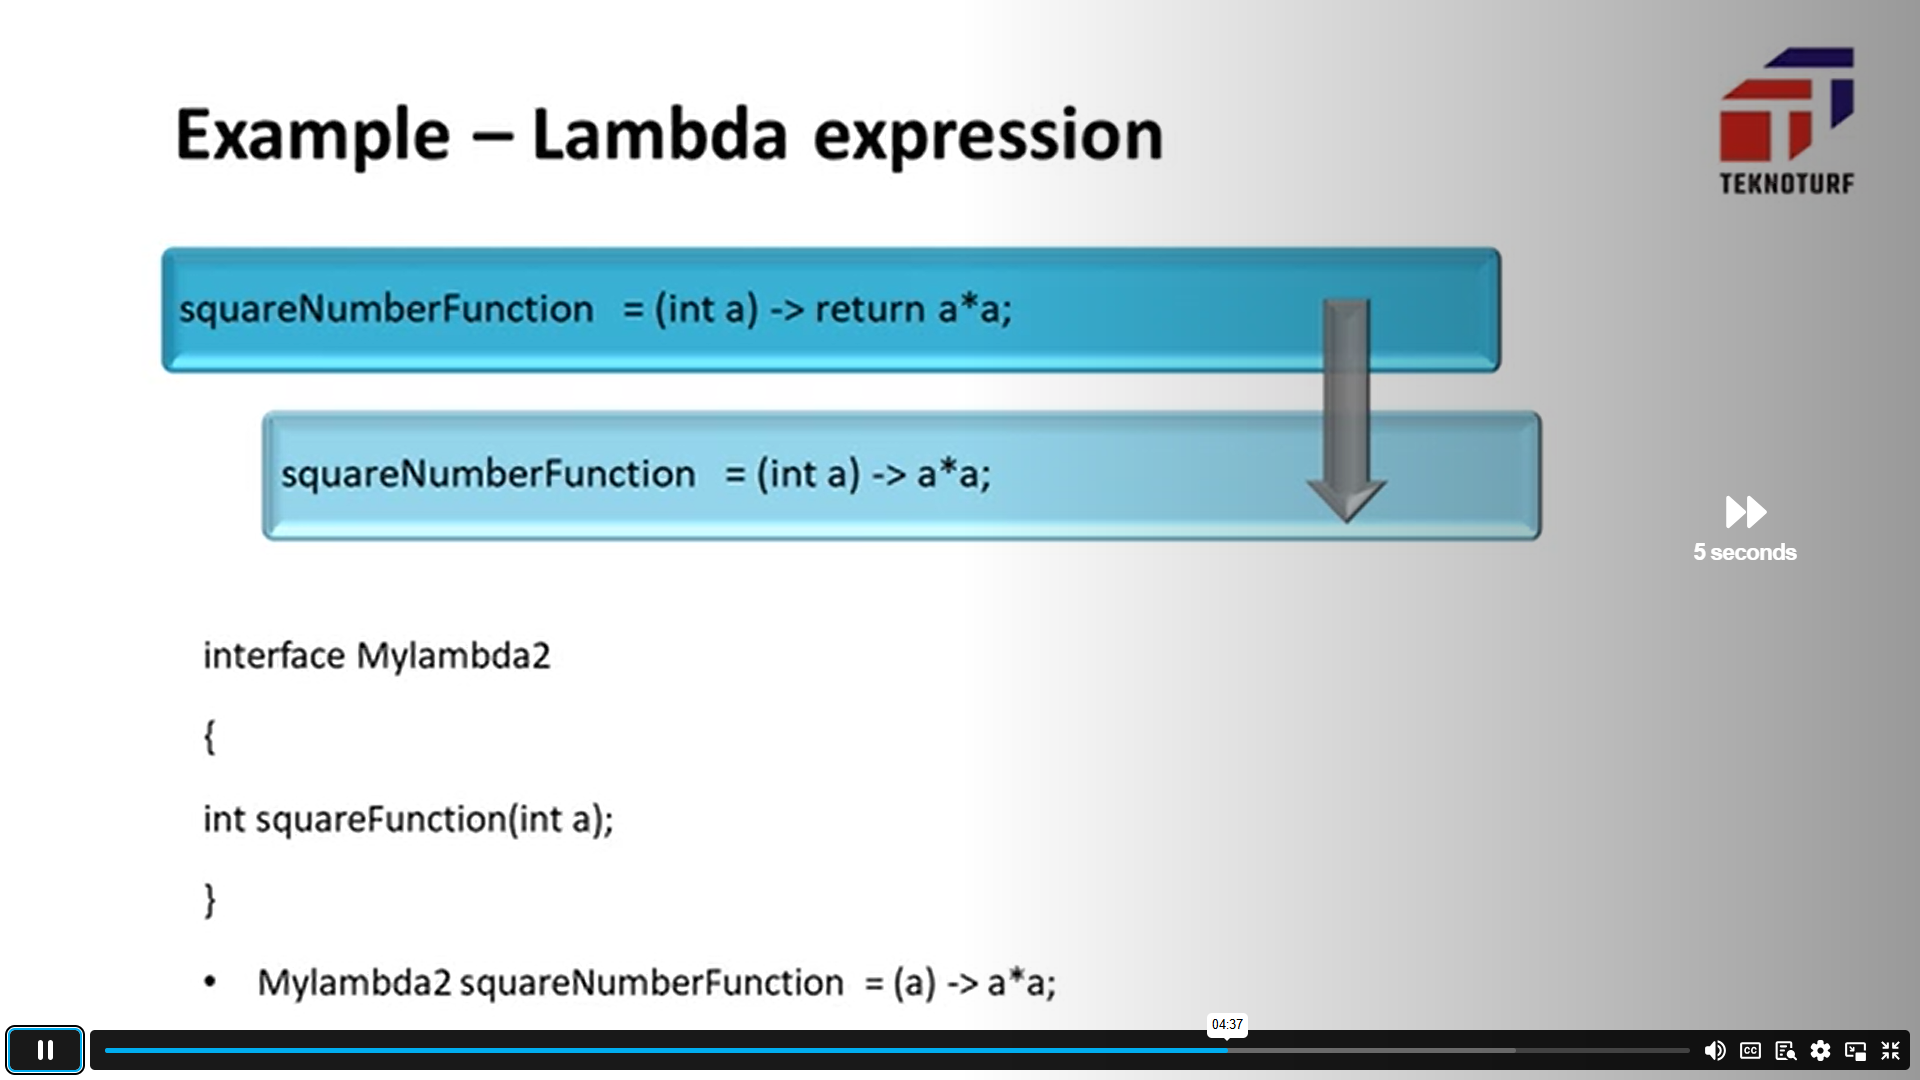 Example – Lambda expression
TEKNOTURF
squareNumberFunction = (int a) -> return a*a;
squareNumberFunction = (int a) -> a*a;
5 seconds
interface Mylambda2
{
int squareFunction(int a);
}
• Mylambda2 squareNumberFunction = (a) -> a*a;
04:37
CC